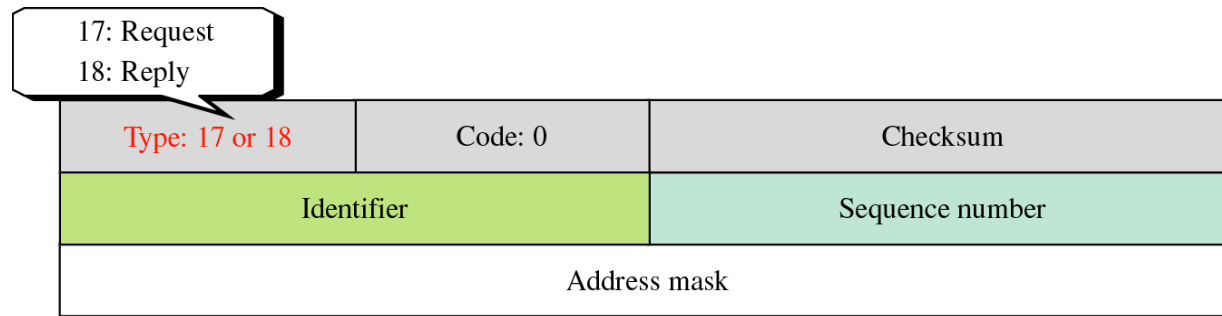 17: Request
18: Reply
Type: 17 or 18
Code: 0
Checksum
Identifier
Sequence number
Address mask